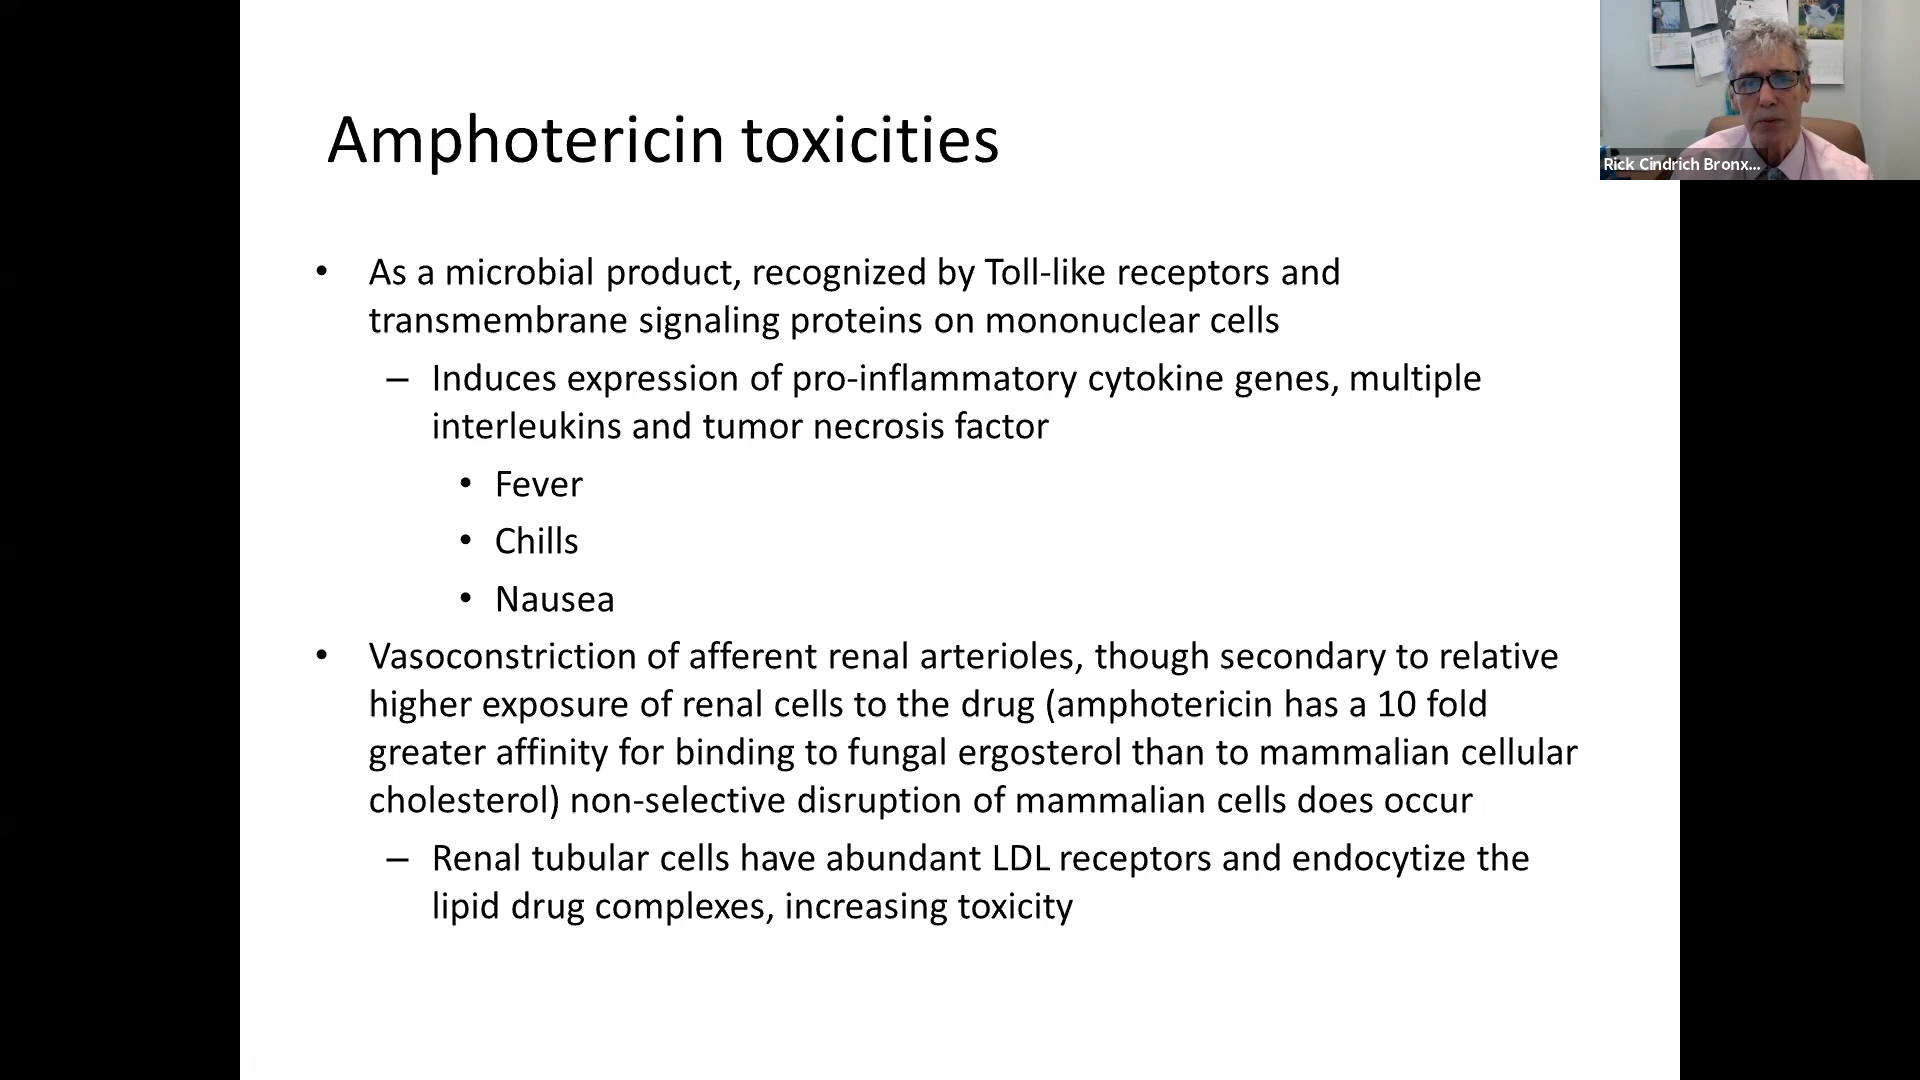 Amphotericin toxicities
Rick Cindrich Bronx...
• As a microbial product, recognized by Toll-like receptors and
transmembrane signaling proteins on mononuclear cells
– Induces expression of pro-inflammatory cytokine genes, multiple
interleukins and tumor necrosis factor
• Fever
• Chills
• Nausea
• Vasoconstriction of afferent renal arterioles, though secondary to relative
higher exposure of renal cells to the drug (amphotericin has a 10 fold
greater affinity for binding to fungal ergosterol than to mammalian cellular
cholesterol) non-selective disruption of mammalian cells does occur
– Renal tubular cells have abundant LDL receptors and endocytize the
lipid drug complexes, increasing toxicity